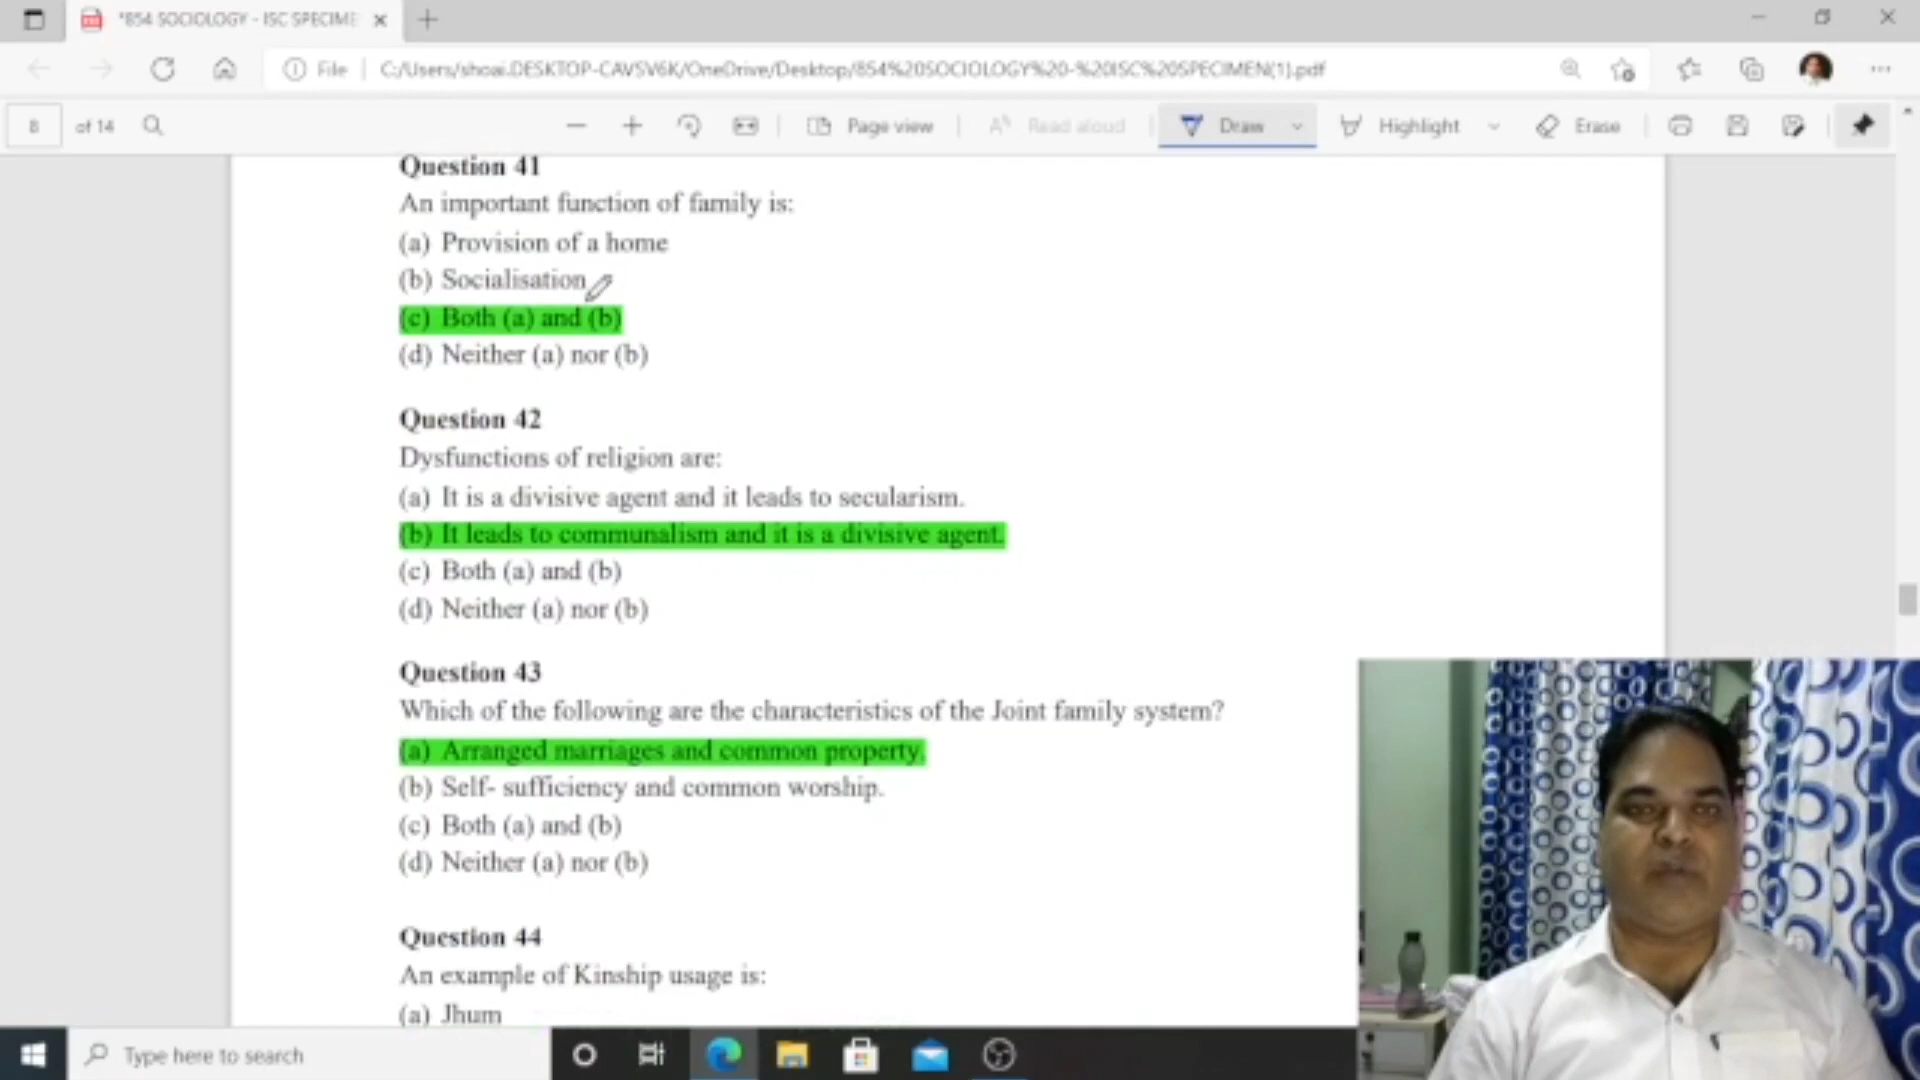 *854 SOCIOLOGY - ISC SPECIME
File
C:/Users/shoai.DESKTOP-CAVSV6K/OneDrive/Desktop/854%20SOCIOLOGY%20-%20ISC%20SPECIMEN(1).pdf
8 of 14
Page view
Read aloud
Draw
Highlight
Erase
Question 41
An important function of family is:
(a) Provision of a home
(b) Socialisation
(c) Both (a) and (b)
(d) Neither (a) nor (b)
Question 42
Dysfunctions of religion are:
(a) It is a divisive agent and it leads to secularism.
(b) It leads to communalism and it is a divisive agent.
(c) Both (a) and (b)
(d) Neither (a) nor (b)
Question 43
Which of the following are the characteristics of the Joint family system?
(a) Arranged marriages and common property.
(b) Self- sufficiency and common worship.
(c) Both (a) and (b)
(d) Neither (a) nor (b)
Question 44
An example of Kinship usage is:
(a) Jhum
Type here to search